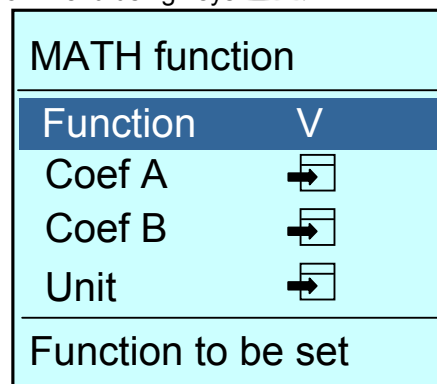 MATH function
Function V
Coef A
Coef B
Unit
Function to be set